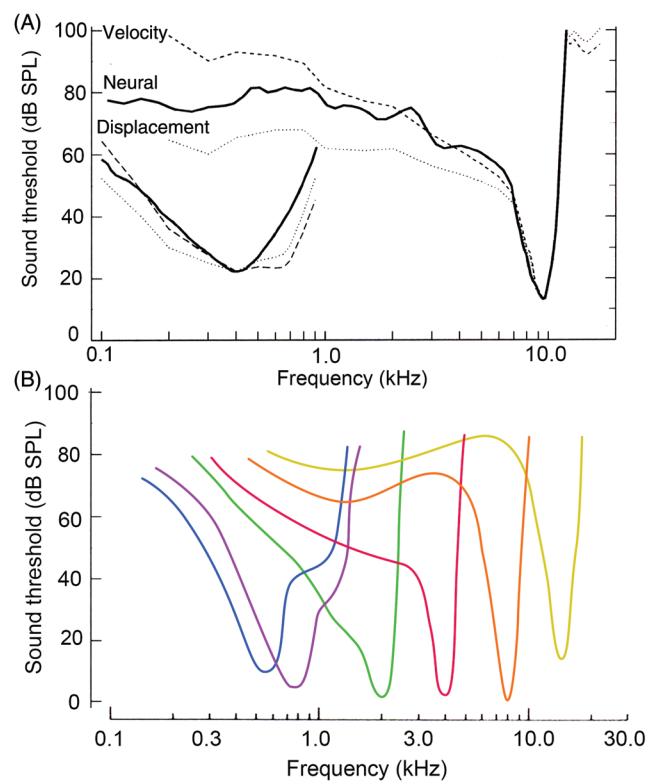 (A)
100
80
60
40
20
0
Sound threshold (dB SPL)
Velocity
Neural
Displacement
0.1
1.0
10.0
Frequency (kHz)
(B)
100
80
60
40
20
0
Sound threshold (dB SPL)
0.1
0.3
1.0
3.0
10.0
30.0
Frequency (kHz)